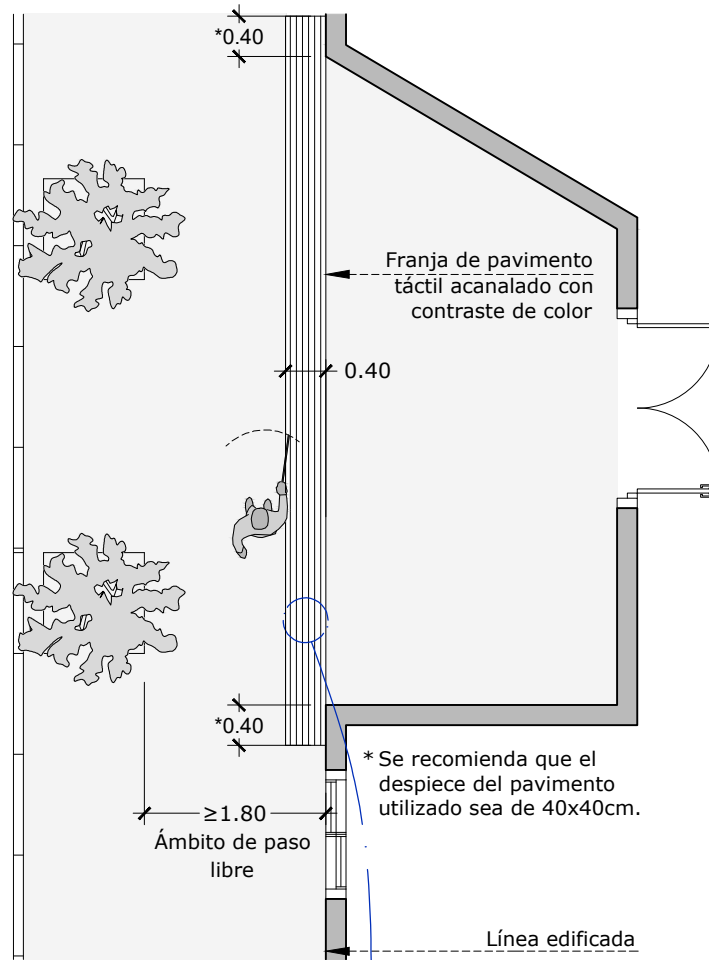 *0.40
Franja de pavimento
táctil acanalado con
contraste de color
0.40
*0.40
* Se recomienda que el
despiece del pavimento
utilizado sea de 40x40cm.
≥1.80
Ámbito de paso
libre
Línea edificada